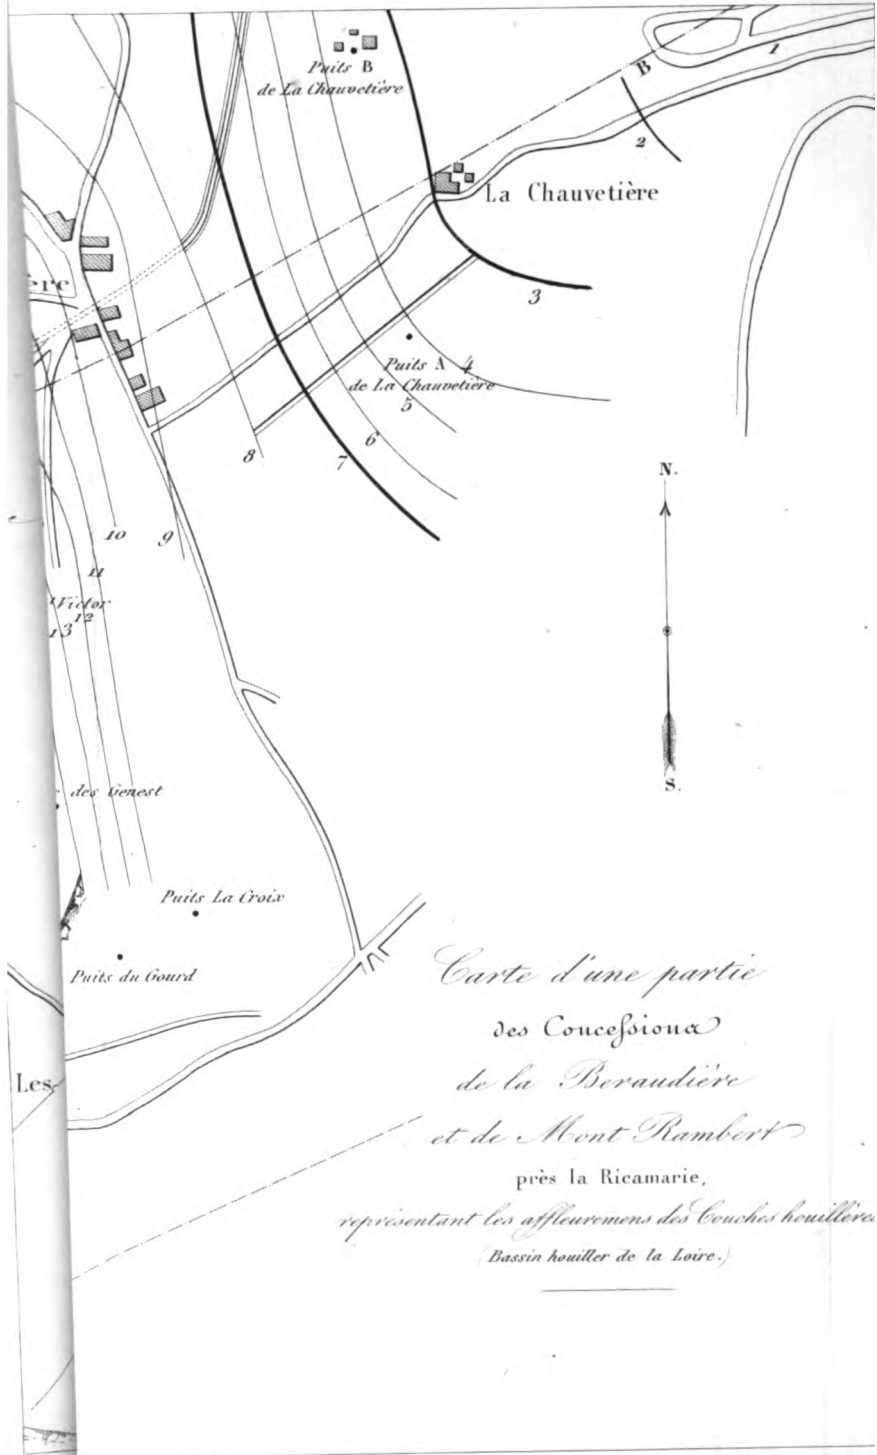 1
B
Puits B
de La Chauvetière
2
La Chauvetière
ère
3
Puits A 4
de La Chauvetière
5
6
7
8
9
10
N.
11
Victor
12
13
S.
des Genest
Puits La Croix
Puits du Gourd
Les
Carte d'une partie
des Conceſsions
de la Beraudière
et de Mont Rambert
près la Ricamarie,
représentant les affleuremens des Couches houillères
(Bassin houiller de la Loire.)